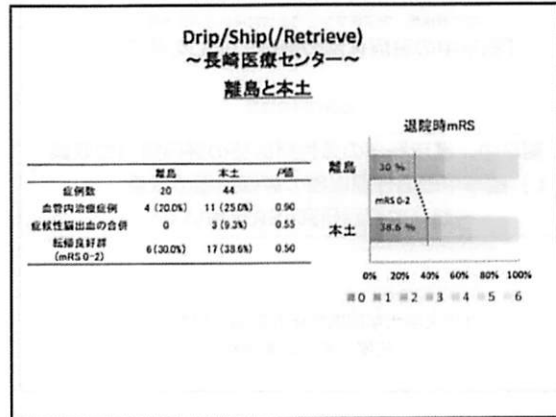 Drip/Ship(/Retrieve)
～長崎医療センター～
離島と本土
離島 本土 P値
症例数 20 44
血管内治療症例 4 (20.0%) 11 (25.0%) 0.90
症候性脳出血の合併 0 3 (9.3%) 0.55
転帰良好群 6 (30.0%) 17 (38.6%) 0.50
(mRS 0-2)
退院時mRS
離島
30 %
mRS 0-2
本土
38.6 %
0% 20% 40% 60% 80% 100%
0 1 2 3 4 5 6